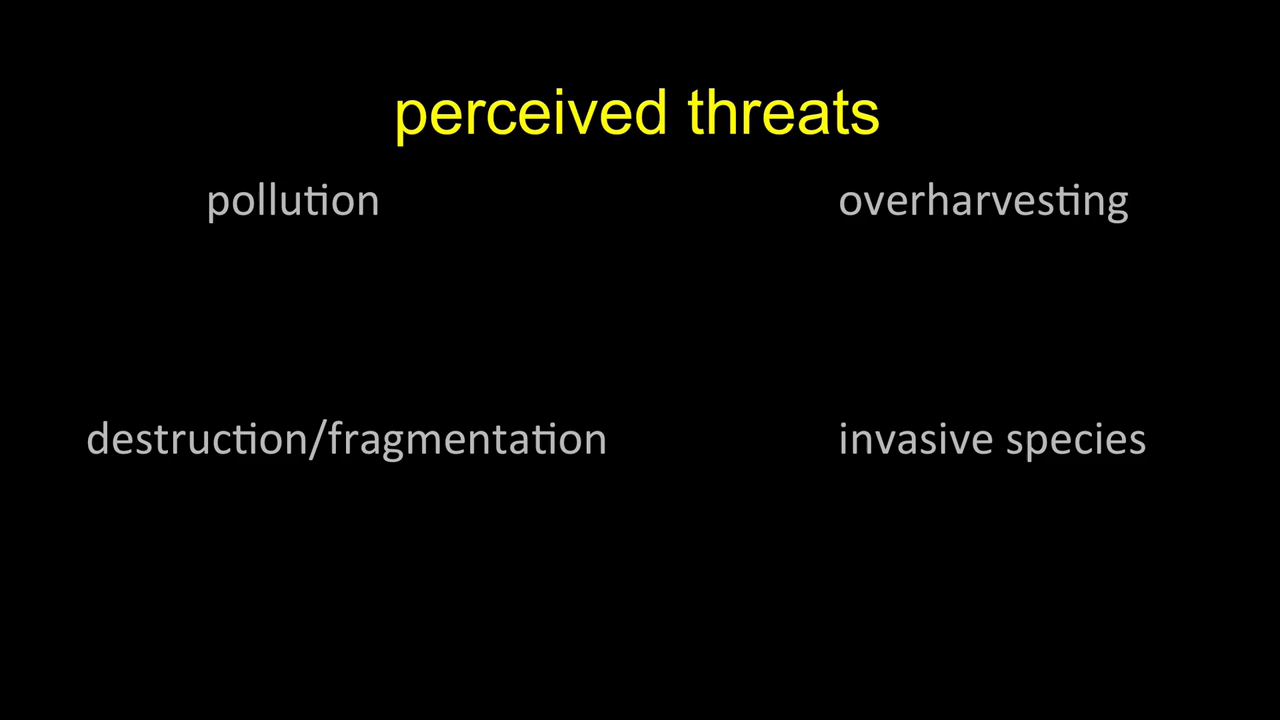 perceived threats
pollution
overharvesting
destruction/fragmentation
invasive species